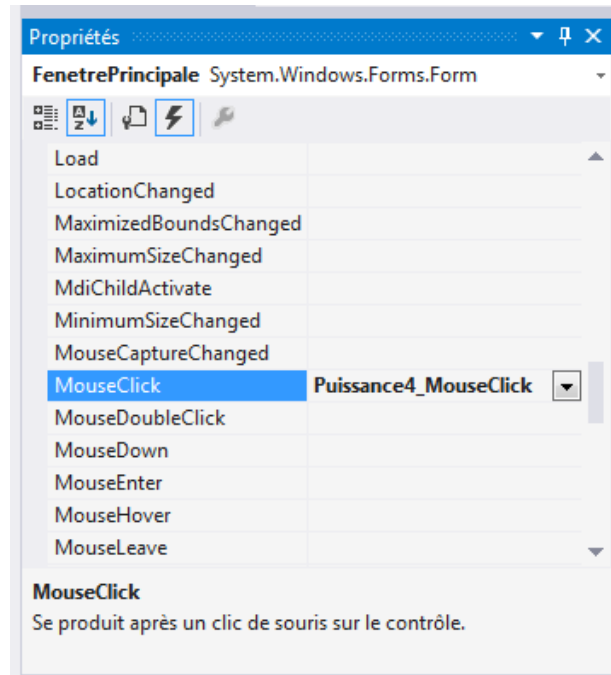 Propriétés
FenetrePrincipale System.Windows.Forms.Form
Load
LocationChanged
MaximizedBoundsChanged
MaximumSizeChanged
MdiChildActivate
MinimumSizeChanged
MouseCaptureChanged
MouseClick Puissance4_MouseClick
MouseDoubleClick
MouseDown
MouseEnter
MouseHover
MouseLeave
MouseClick
Se produit après un clic de souris sur le contrôle.